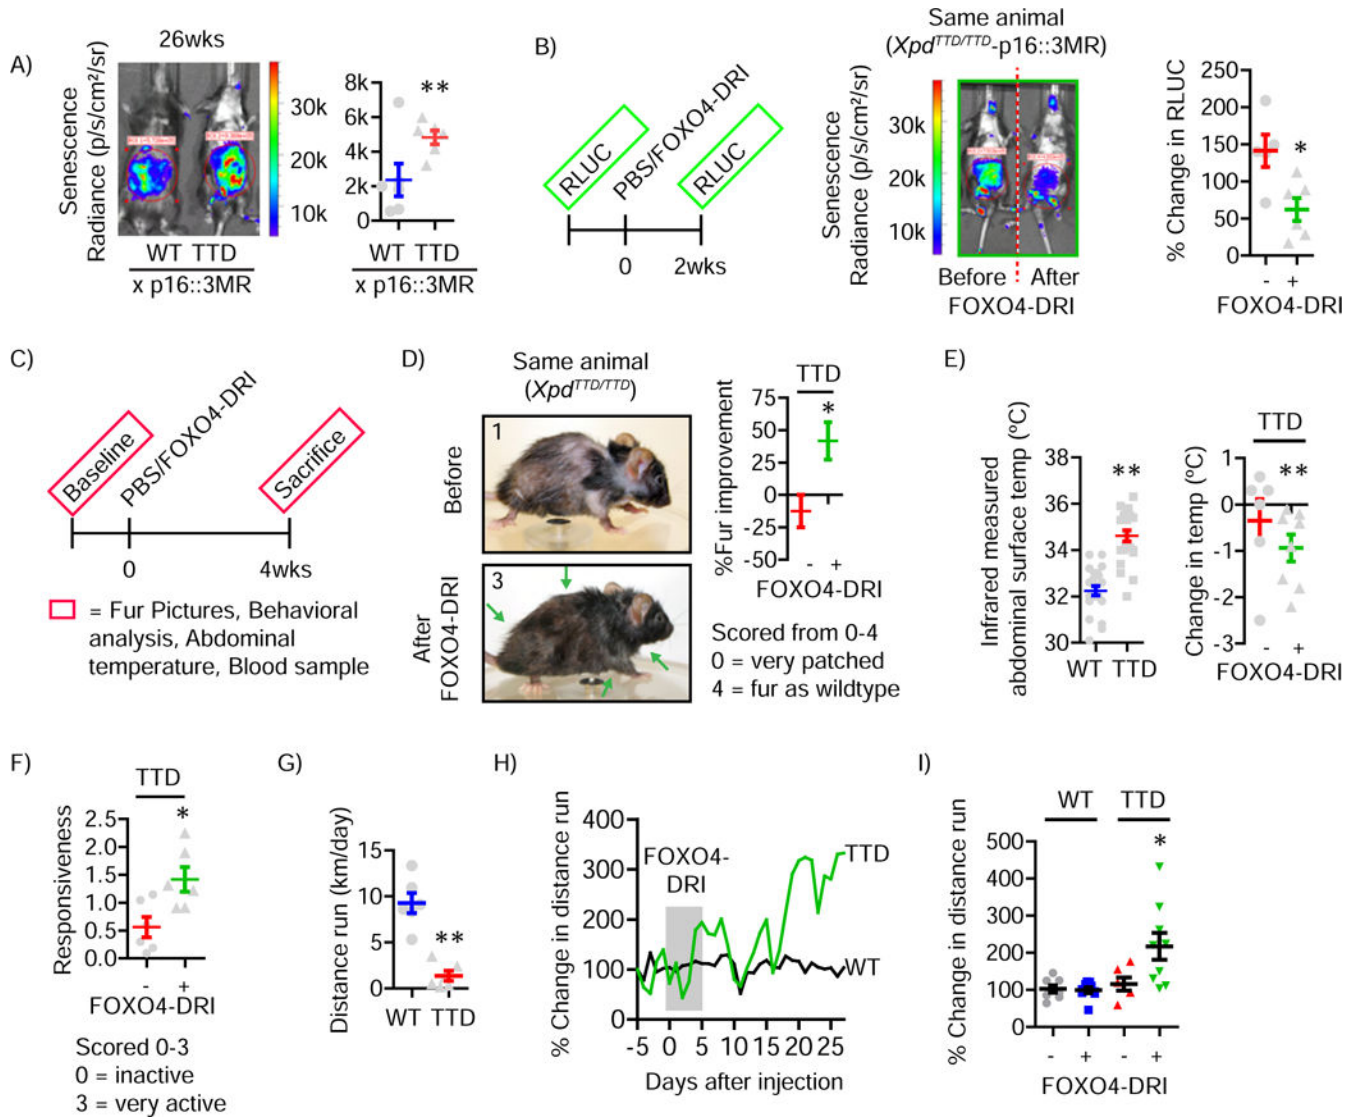 A)
26wks
Senescence
Radiance (p/s/cm²/sr)
30k
20k
10k
WT TTD
x p16::3MR
8k
6k
4k
2k
0
**
WT TTD
x p16::3MR
B)
RLUC
PBS/FOXO4-DRI
RLUC
0
2wks
Same animal
(XpdTTD/TTD-p16::3MR)
Senescence
Radiance (p/s/cm²/sr)
30k
20k
10k
Before After
FOXO4-DRI
% Change in RLUC
250
200
150
100
50
0
*
- +
FOXO4-DRI
C)
Baseline
PBS/FOXO4-DRI
Sacrifice
0
4wks
= Fur Pictures, Behavioral
analysis, Abdominal
temperature, Blood sample
D)
Same animal
(XpdTTD/TTD)
Before
1
After
FOXO4-DRI
3
TTD
%Fur improvement
75
50
25
0
-25
-50
*
- +
FOXO4-DRI
Scored from 0-4
0 = very patched
4 = fur as wildtype
E)
Infrared measured
abdominal surface temp (ºC)
38
36
34
32
30
**
WT TTD
TTD
Change in temp (ºC)
1
0
-1
-2
-3
**
- +
FOXO4-DRI
F)
TTD
Responsiveness
2.5
2.0
1.5
1.0
0.5
0.0
*
- +
FOXO4-DRI
Scored 0-3
0 = inactive
3 = very active
G)
Distance run (km/day)
15
10
5
0
**
WT TTD
H)
% Change in distance run
400
300
200
100
0
FOXO4-
DRI
TTD
WT
-5 0 5 10 15 20 25
Days after injection
I)
WT TTD
% Change in distance run
500
400
300
200
100
0
*
- + - +
FOXO4-DRI